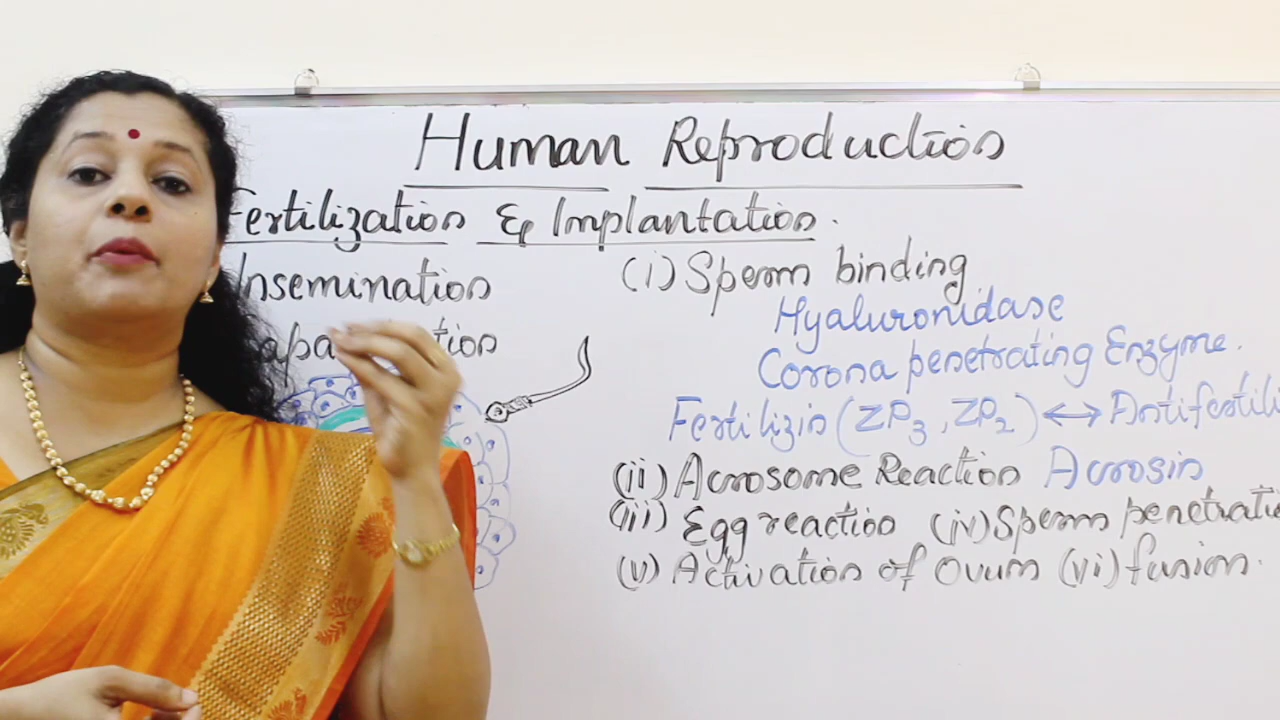 Human Reproduction
Fertilization & Implantation.
Insemination
(i) Sperm binding
Hyaluronidase
Corona penetrating Enzyme.
Fertilizin (ZP3, ZP2) ↔ Antifertili
(ii) Acrosome Reaction Acrosin
(iii) Egg reaction (iv) Sperm penetratio
(v) Activation of Ovum (vi) fusion.